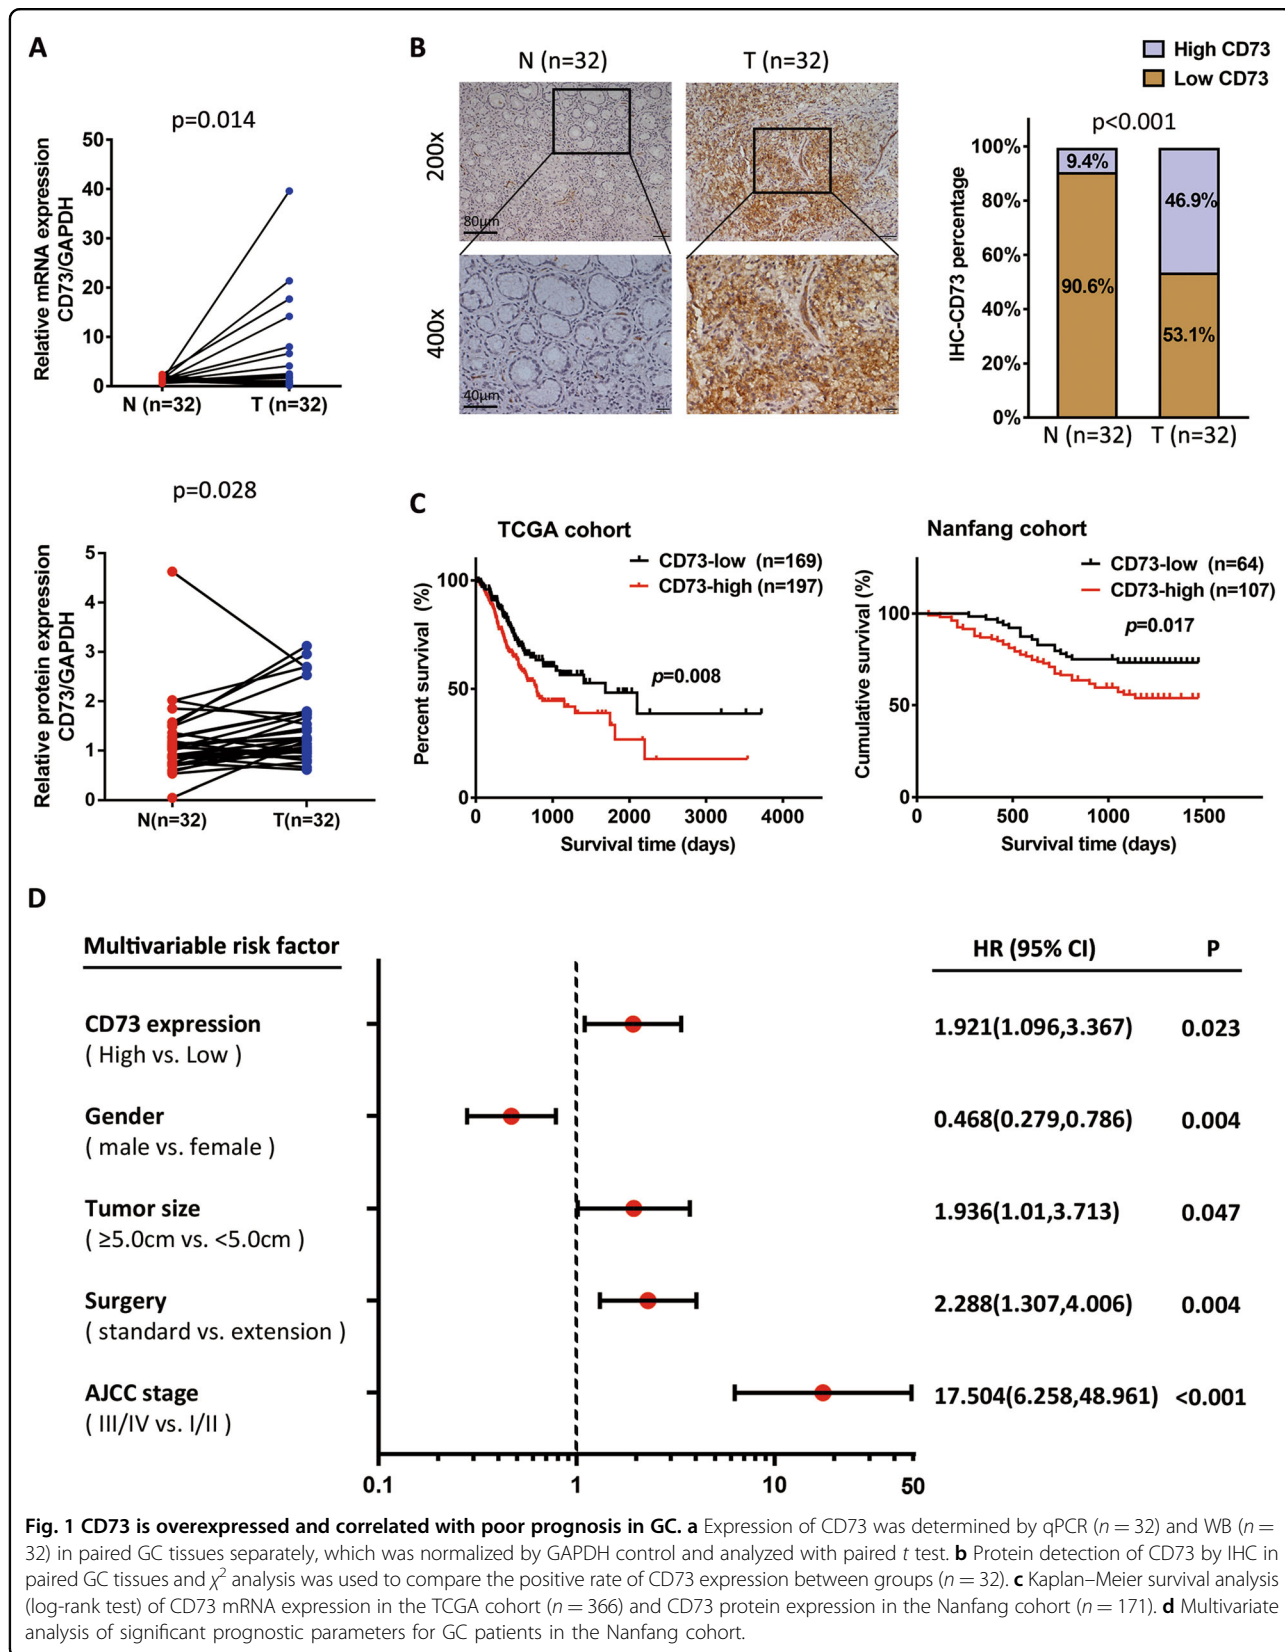 A
p=0.014
Relative mRNA expression
CD73/GAPDH
50
40
30
20
10
0
N (n=32)
T (n=32)
p=0.028
Relative protein expression
CD73/GAPDH
5
4
3
2
1
0
N(n=32)
T(n=32)
B
N (n=32)
T (n=32)
200x
80μm
400x
40μm
High CD73
Low CD73
p<0.001
IHC-CD73 percentage
100%
80%
60%
40%
20%
0%
9.4%
90.6%
46.9%
53.1%
N (n=32)
T (n=32)
C
TCGA cohort
CD73-low (n=169)
CD73-high (n=197)
p=0.008
Percent survival (%)
100
50
0
0
1000
2000
3000
4000
Survival time (days)
Nanfang cohort
CD73-low (n=64)
CD73-high (n=107)
p=0.017
Cumulative survival (%)
100
50
0
0
500
1000
1500
Survival time (days)
D
Multivariable risk factor
HR (95% CI)
P
CD73 expression
( High vs. Low )
1.921(1.096,3.367)
0.023
Gender
( male vs. female )
0.468(0.279,0.786)
0.004
Tumor size
( ≥5.0cm vs. <5.0cm )
1.936(1.01,3.713)
0.047
Surgery
( standard vs. extension )
2.288(1.307,4.006)
0.004
AJCC stage
( III/IV vs. I/II )
17.504(6.258,48.961)
<0.001
0.1
1
10
50
Fig. 1 CD73 is overexpressed and correlated with poor prognosis in GC. a Expression of CD73 was determined by qPCR (n = 32) and WB (n =
32) in paired GC tissues separately, which was normalized by GAPDH control and analyzed with paired t test. b Protein detection of CD73 by IHC in
paired GC tissues and χ² analysis was used to compare the positive rate of CD73 expression between groups (n = 32). c Kaplan–Meier survival analysis
(log-rank test) of CD73 mRNA expression in the TCGA cohort (n = 366) and CD73 protein expression in the Nanfang cohort (n = 171). d Multivariate
analysis of significant prognostic parameters for GC patients in the Nanfang cohort.